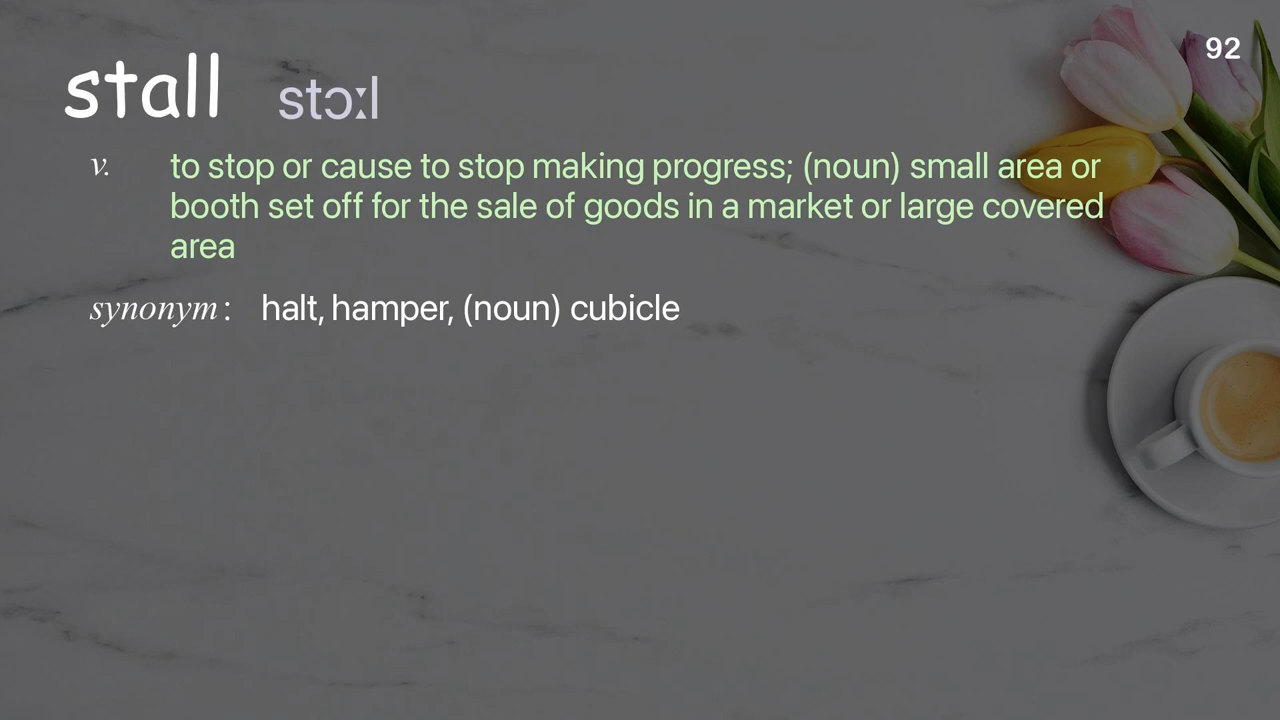 92
stall stɔːl
v. to stop or cause to stop making progress; (noun) small area or
booth set off for the sale of goods in a market or large covered
area
synonym: halt, hamper, (noun) cubicle